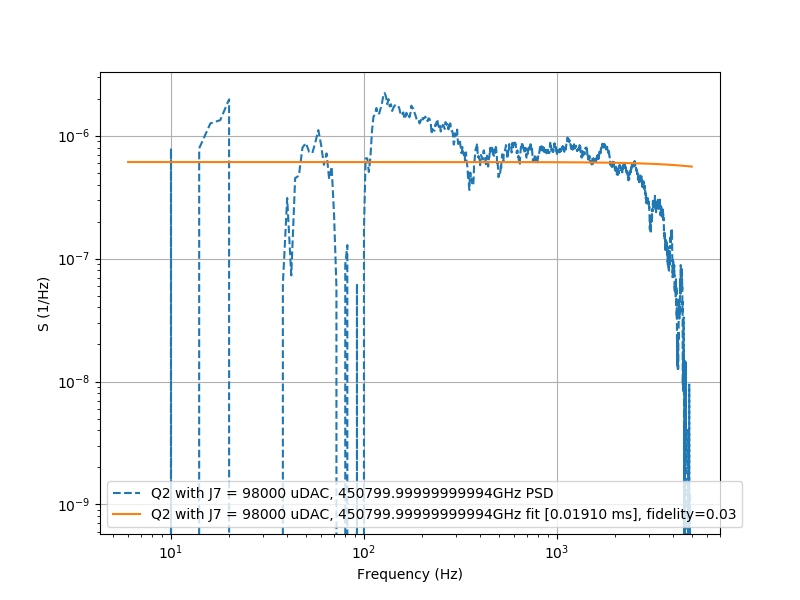 S (1/Hz)
10⁻⁶
10⁻⁷
10⁻⁸
10⁻⁹
Q2 with J7 = 98000 uDAC, 450799.99999999994GHz PSD
Q2 with J7 = 98000 uDAC, 450799.99999999994GHz fit [0.01910 ms], fidelity=0.03
10¹ 10² 10³
Frequency (Hz)